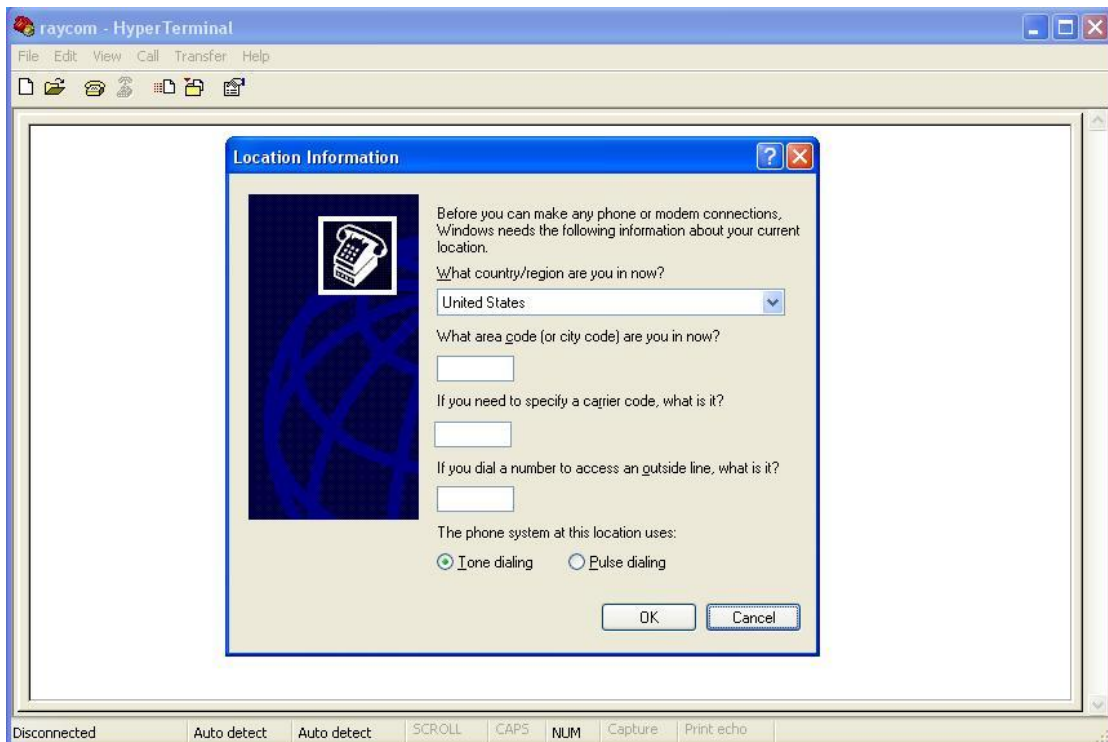 raycom - HyperTerminal
File Edit View Call Transfer Help
Location Information
Before you can make any phone or modem connections,
Windows needs the following information about your current
location.
What country/region are you in now?
United States
What area code (or city code) are you in now?
If you need to specify a carrier code, what is it?
If you dial a number to access an outside line, what is it?
The phone system at this location uses:
Tone dialing Pulse dialing
OK Cancel
Disconnected Auto detect Auto detect SCROLL CAPS NUM Capture Print echo